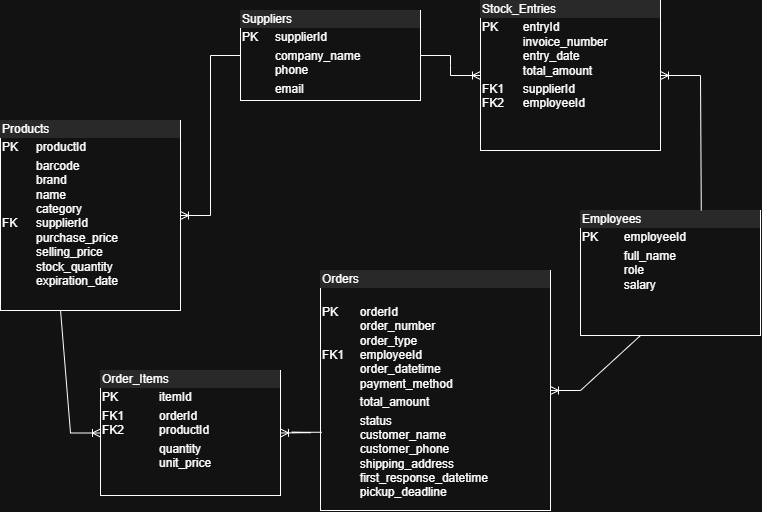 Suppliers
PK supplierId
company_name
phone
email
Stock_Entries
PK entryId
invoice_number
entry_date
total_amount
FK1 supplierId
FK2 employeeId
Products
PK productId
barcode
brand
name
category
FK supplierId
purchase_price
selling_price
stock_quantity
expiration_date
Employees
PK employeeId
full_name
role
salary
Orders
PK orderId
order_number
order_type
FK1 employeeId
order_datetime
payment_method
total_amount
status
customer_name
customer_phone
shipping_address
first_response_datetime
pickup_deadline
Order_Items
PK itemId
FK1 orderId
FK2 productId
quantity
unit_price